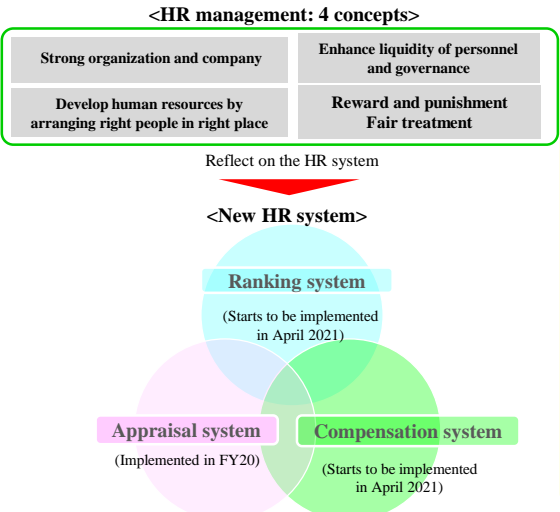 <HR management: 4 concepts>
Strong organization and company
Enhance liquidity of personnel
and governance
Develop human resources by
arranging right people in right place
Reward and punishment
Fair treatment
Reflect on the HR system
<New HR system>
Ranking system
(Starts to be implemented
in April 2021)
Appraisal system
(Implemented in FY20)
Compensation system
(Starts to be implemented
in April 2021)